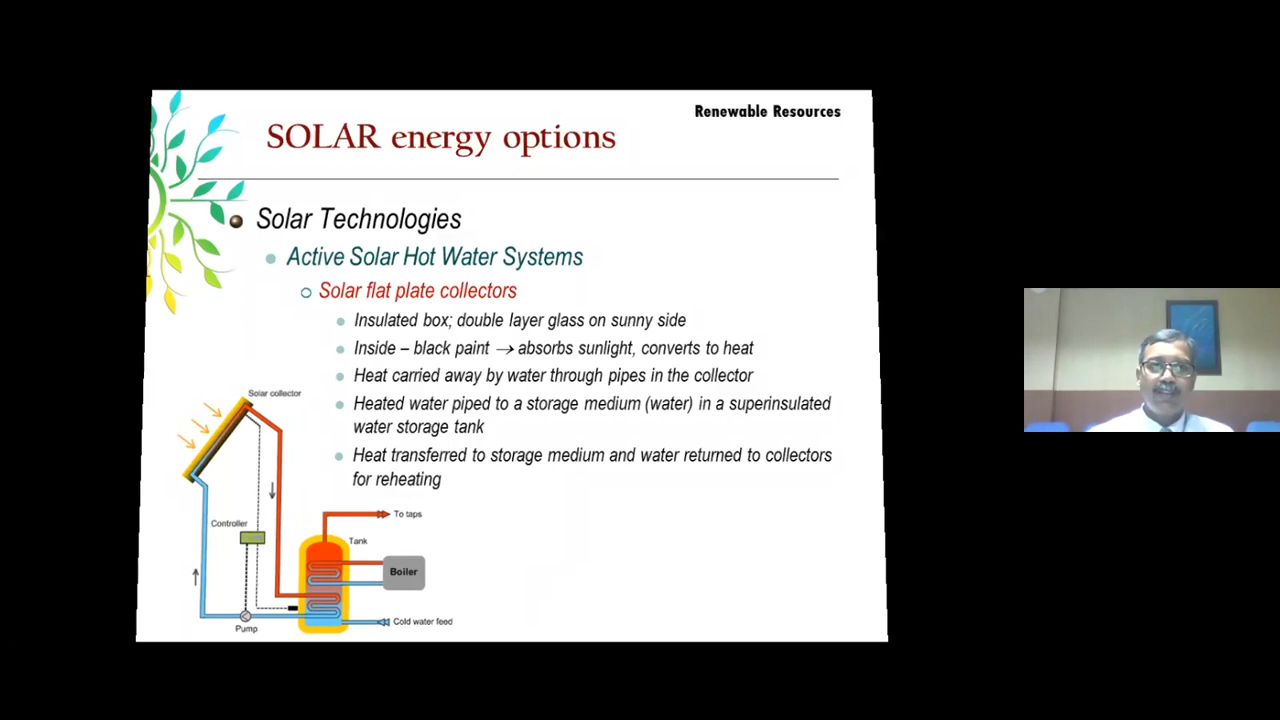 Renewable Resources
SOLAR energy options
Solar Technologies
Active Solar Hot Water Systems
Solar flat plate collectors
Insulated box; double layer glass on sunny side
Inside – black paint → absorbs sunlight, converts to heat
Heat carried away by water through pipes in the collector
Heated water piped to a storage medium (water) in a superinsulated
water storage tank
Heat transferred to storage medium and water returned to collectors
for reheating
Solar collector
Controller
To taps
Tank
Boiler
Pump
Cold water feed